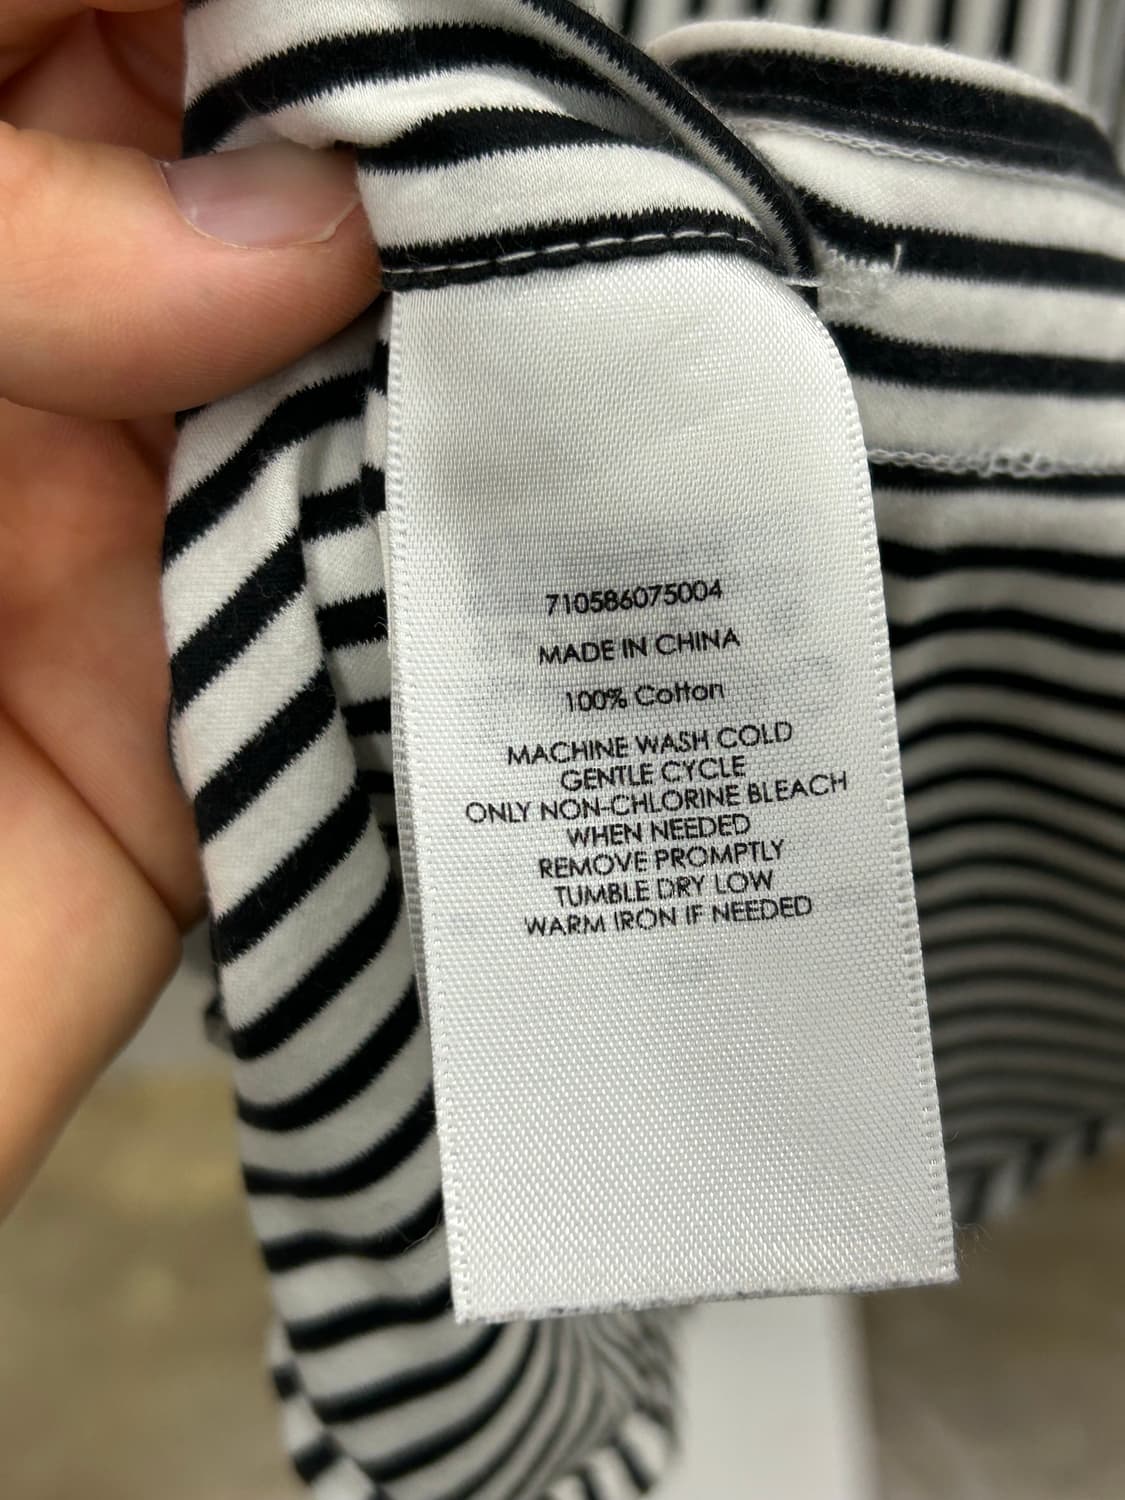 710586075004
MADE IN CHINA
100% Cotton
MACHINE WASH COLD
GENTLE CYCLE
ONLY NON-CHLORINE BLEACH
WHEN NEEDED
REMOVE PROMPTLY
TUMBLE DRY LOW
WARM IRON IF NEEDED